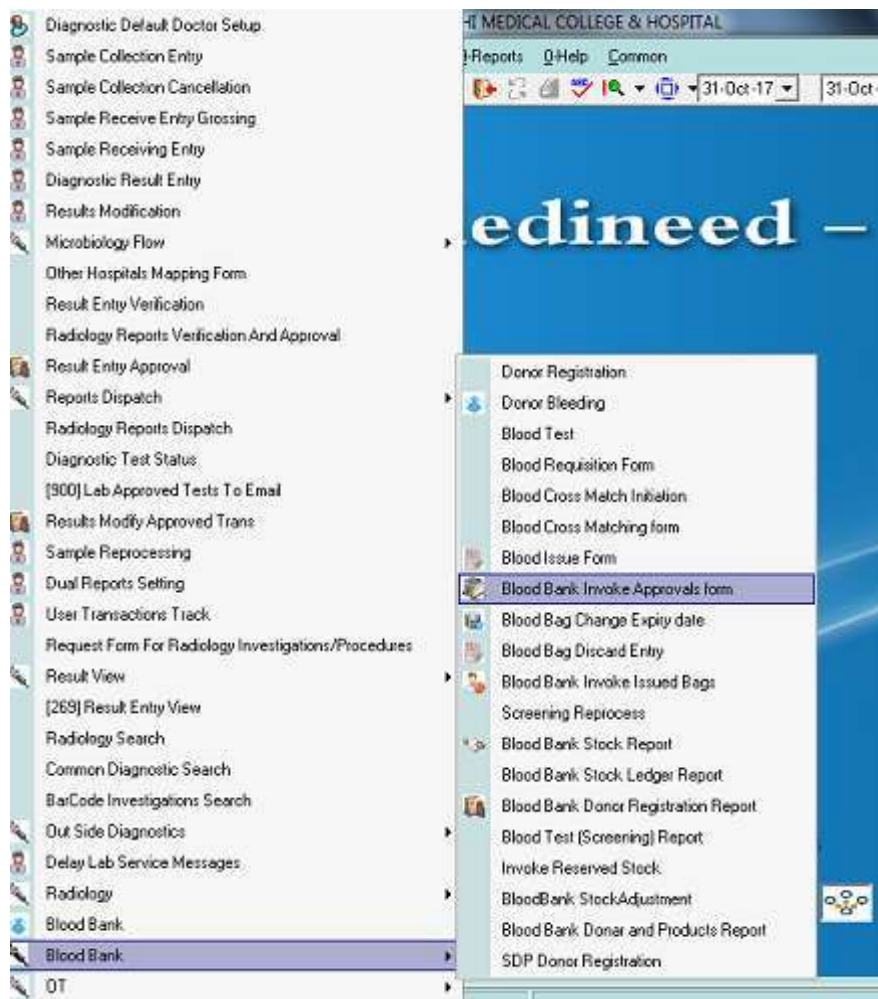 Diagnostic Default Doctor Setup
Sample Collection Entry
Sample Collection Cancellation
Sample Receive Entry Grossing
Sample Receiving Entry
Diagnostic Result Entry
Results Modification
Microbiology Flow
Other Hospitals Mapping Form
Result Entry Verification
Radiology Reports Verification And Approval
Result Entry Approval
Reports Dispatch
Radiology Reports Dispatch
Diagnostic Test Status
[900] Lab Approved Tests To Email
Results Modify Approved Trans
Sample Reprocessing
Dual Reports Setting
User Transactions Track
Request Form For Radiology Investigations/Procedures
Result View
[269] Result Entry View
Radiology Search
Common Diagnostic Search
BarCode Investigations Search
Out Side Diagnostics
Delay Lab Service Messages
Radiology
Blood Bank
Blood Bank
OT
HI MEDICAL COLLEGE & HOSPITAL
-Reports 0-Help Common
31-Oct-17 31-Oct-
edineed –
Donor Registration
Donor Bleeding
Blood Test
Blood Requisition Form
Blood Cross Match Initiation
Blood Cross Matching form
Blood Issue Form
Blood Bank Invoke Approvals form
Blood Bag Change Expiry date
Blood Bag Discard Entry
Blood Bank Invoke Issued Bags
Screening Reprocess
Blood Bank Stock Report
Blood Bank Stock Ledger Report
Blood Bank Donor Registration Report
Blood Test (Screening) Report
Invoke Reserved Stock
BloodBank StockAdjustment
Blood Bank Donar and Products Report
SDP Donor Registration